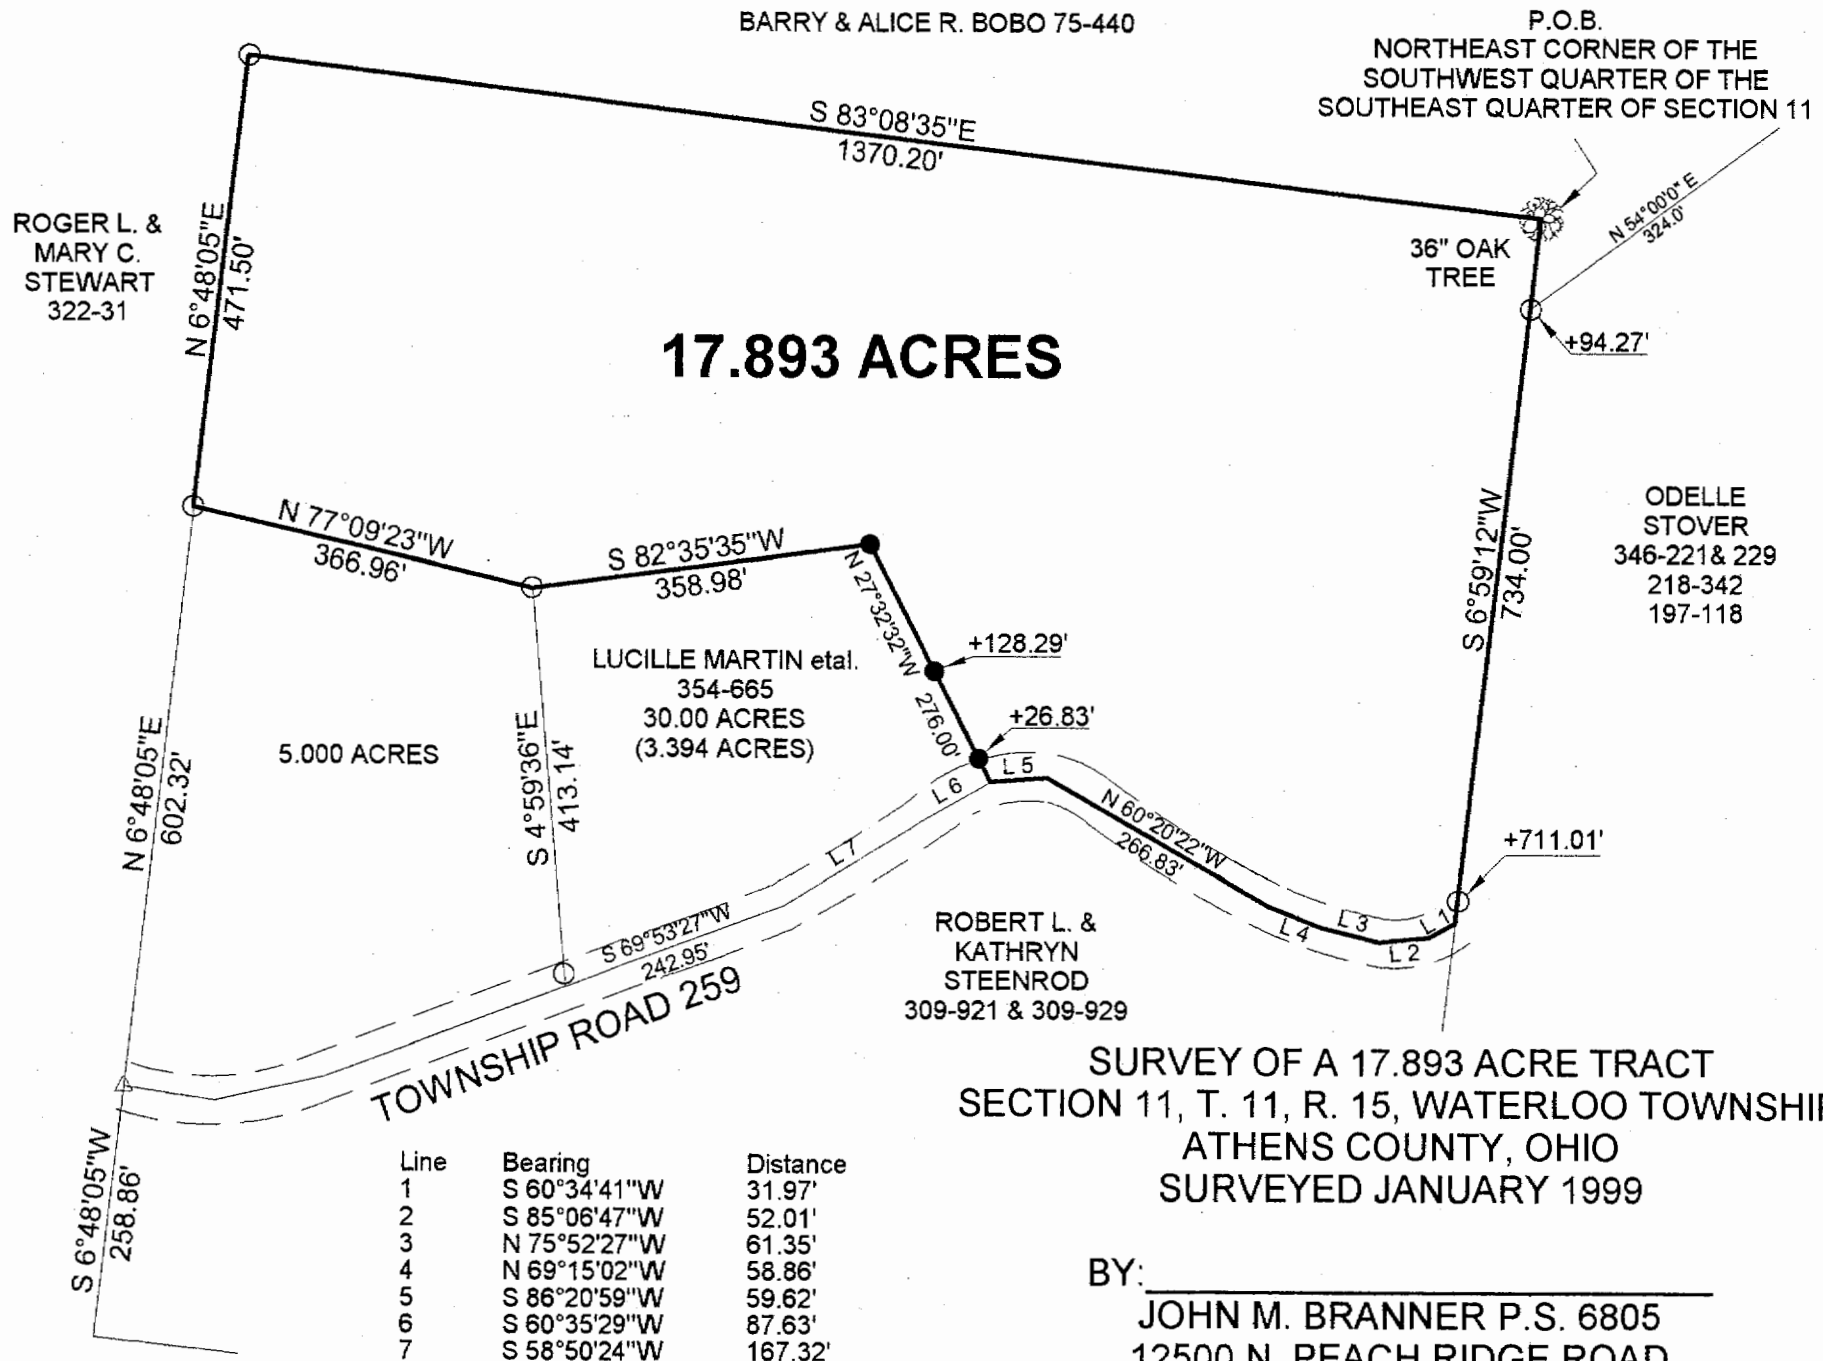 BARRY & ALICE R. BOBO 75-440
P.O.B.
NORTHEAST CORNER OF THE
SOUTHWEST QUARTER OF THE
SOUTHEAST QUARTER OF SECTION 11
S 83°08'35"E
1370.20'
N 54°00'0" E
324.0'
ROGER L. &
MARY C.
STEWART
322-31
N 6°48'05"E
471.50'
36" OAK
TREE
17.893 ACRES
+94.27'
N 77°09'23"W
366.96'
S 82°35'35"W
358.98'
N 27°32'32"W
276.00'
S 6°59'12"W
734.00'
ODELLE
STOVER
346-221& 229
218-342
197-118
+128.29'
LUCILLE MARTIN etal.
354-665
30.00 ACRES
(3.394 ACRES)
+26.83'
5.000 ACRES
N 6°48'05"E
602.32'
S 4°59'36"E
413.14'
L 5
L 6
L 7
N 60°20'22"W
266.83'
+711.01'
L 1
L 3
L 4
L 2
S 69°53'27"W
242.95'
ROBERT L. &
KATHRYN
STEENROD
309-921 & 309-929
TOWNSHIP ROAD 259
SURVEY OF A 17.893 ACRE TRACT
SECTION 11, T. 11, R. 15, WATERLOO TOWNSHIP
ATHENS COUNTY, OHIO
SURVEYED JANUARY 1999
S 6°48'05"W
258.86'
Line Bearing Distance
1 S 60°34'41"W 31.97'
2 S 85°06'47"W 52.01'
3 N 75°52'27"W 61.35'
4 N 69°15'02"W 58.86'
5 S 86°20'59"W 59.62'
6 S 60°35'29"W 87.63'
7 S 58°50'24"W 167.32'
BY:
JOHN M. BRANNER P.S. 6805
12500 N. PEACH RIDGE ROAD